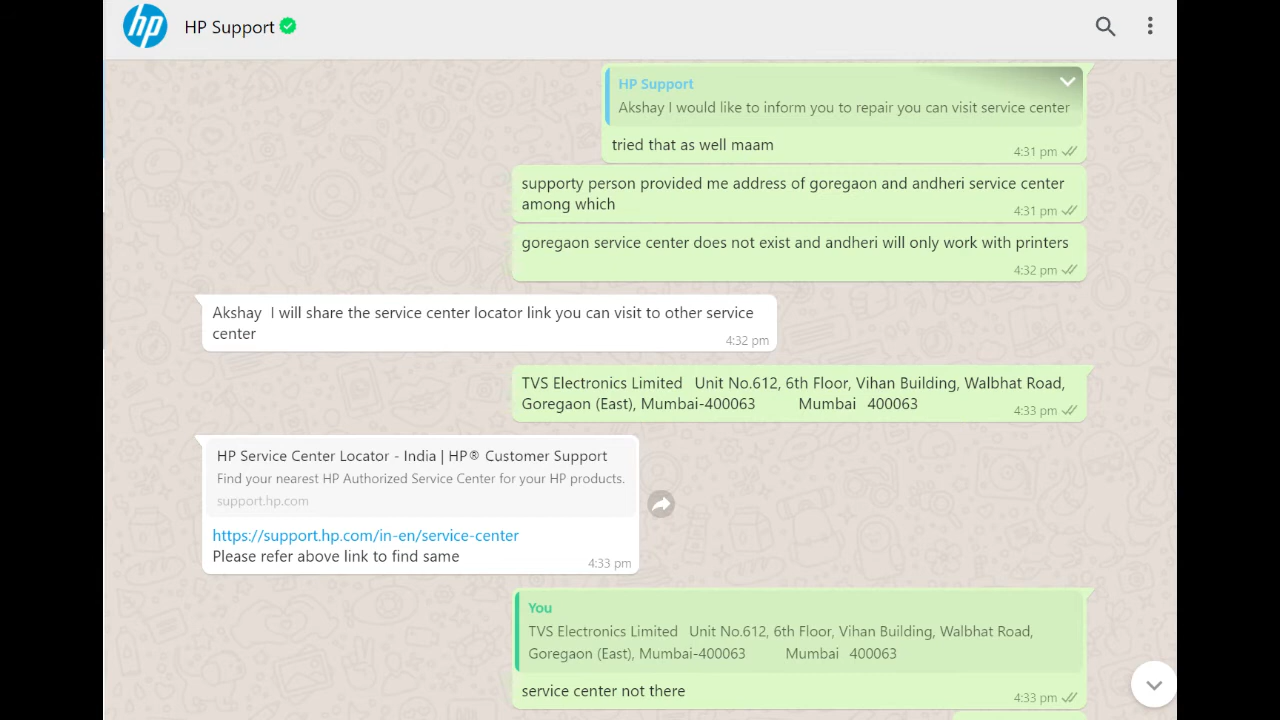 hp
HP Support
HP Support
Akshay I would like to inform you to repair you can visit service center
tried that as well maam
4:31 pm
supporty person provided me address of goregaon and andheri service center
among which
4:31 pm
goregaon service center does not exist and andheri will only work with printers
4:32 pm
Akshay I will share the service center locator link you can visit to other service
center
4:32 pm
TVS Electronics Limited Unit No.612, 6th Floor, Vihan Building, Walbhat Road,
Goregaon (East), Mumbai-400063 Mumbai 400063
4:33 pm
HP Service Center Locator - India | HP® Customer Support
Find your nearest HP Authorized Service Center for your HP products.
support.hp.com
https://support.hp.com/in-en/service-center
Please refer above link to find same
4:33 pm
You
TVS Electronics Limited Unit No.612, 6th Floor, Vihan Building, Walbhat Road,
Goregaon (East), Mumbai-400063 Mumbai 400063
service center not there
4:33 pm